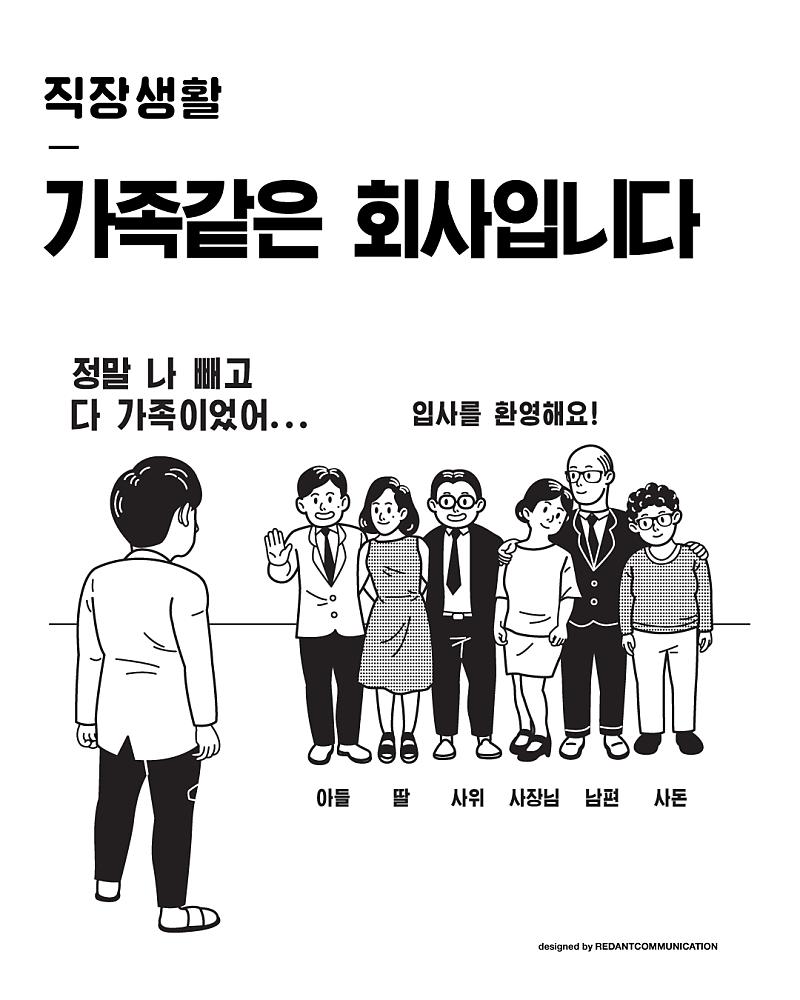 직장생활
가족같은 회사입니다
정말 나 빼고
다 가족이었어...
입사를 환영해요!
아들 딸 사위 사장님 남편 사돈
designed by REDANTCOMMUNICATION